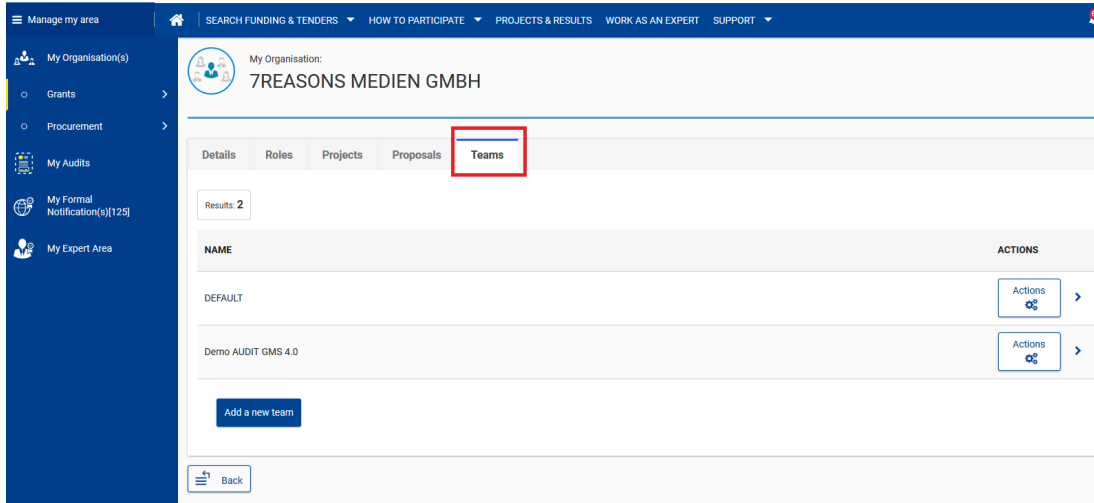 Manage my area
SEARCH FUNDING & TENDERS HOW TO PARTICIPATE PROJECTS & RESULTS WORK AS AN EXPERT SUPPORT
My Organisation(s)
Grants
Procurement
My Audits
My Formal
Notification(s)[125]
My Expert Area
My Organisation:
7REASONS MEDIEN GMBH
Details Roles Projects Proposals Teams
Results: 2
NAME ACTIONS
DEFAULT Actions
Demo AUDIT GMS 4.0 Actions
Add a new team
Back